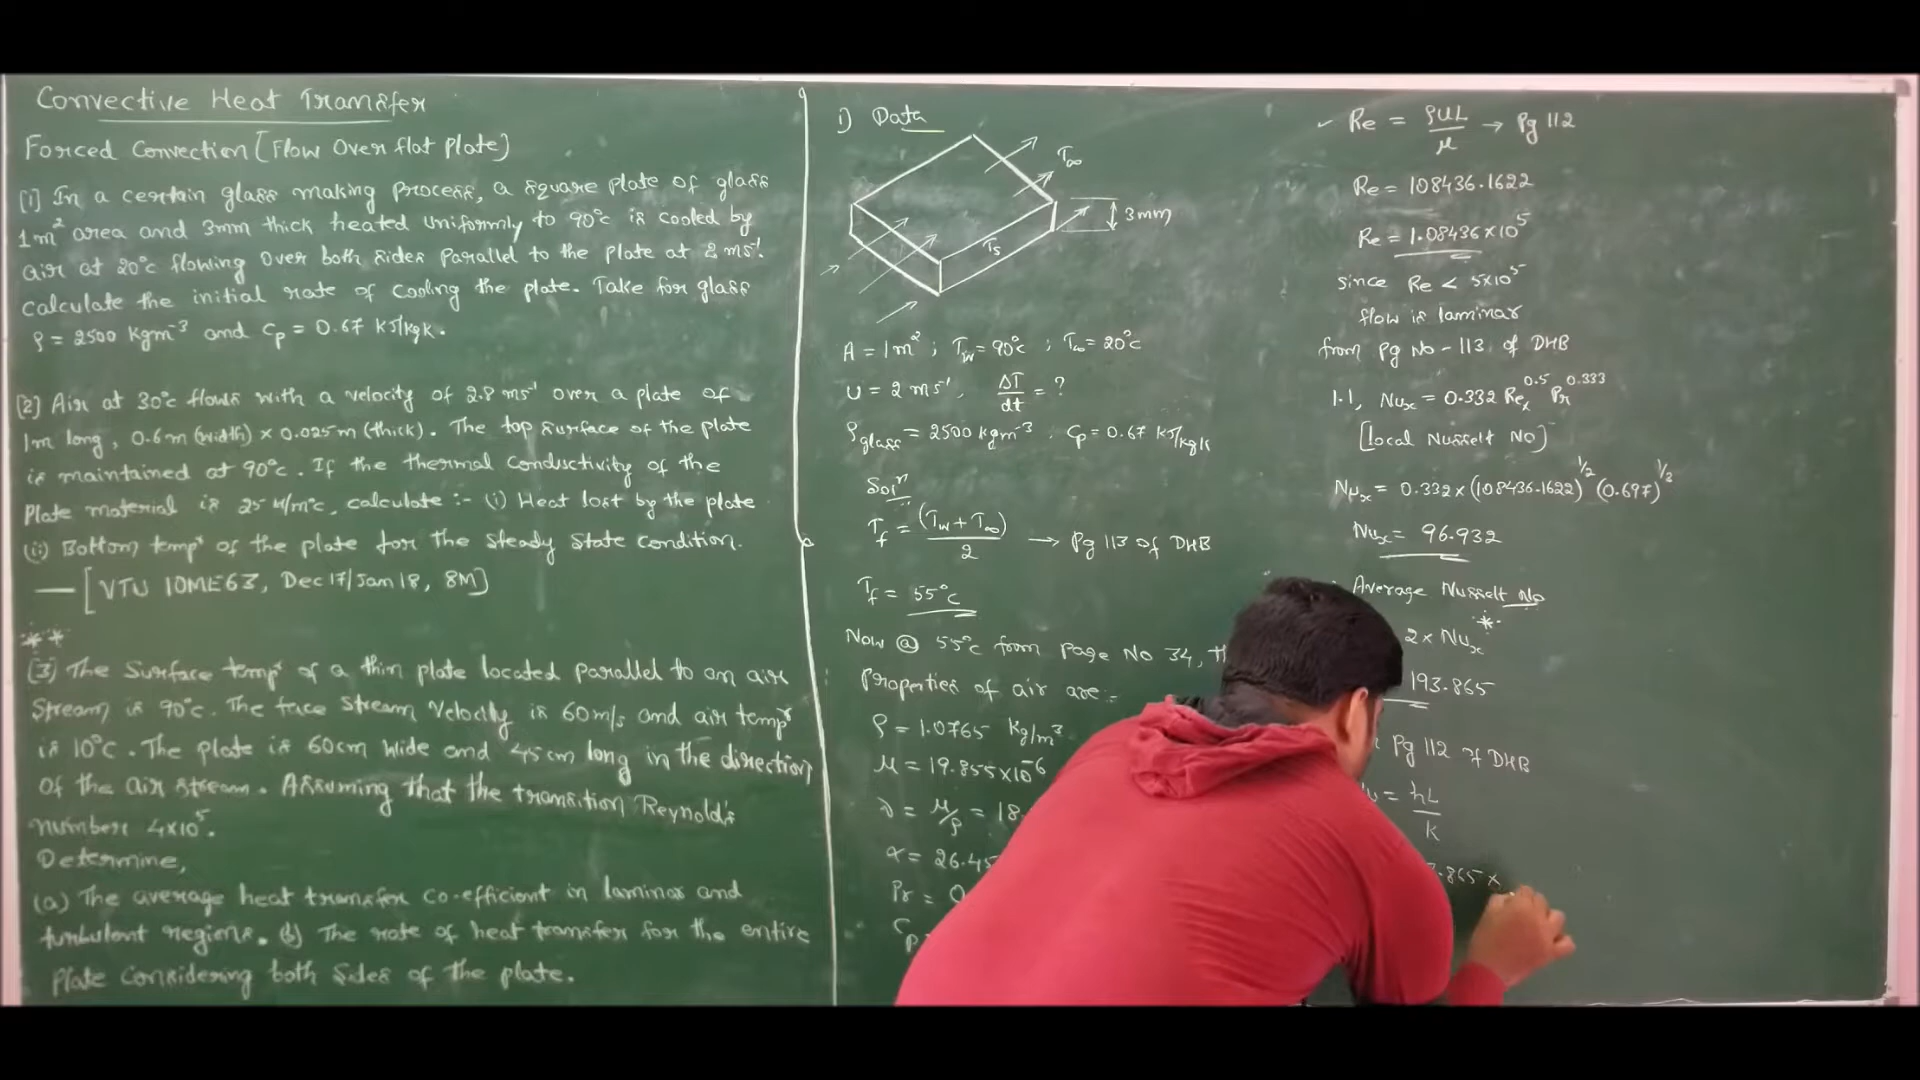 Convective Heat Transfer
Forced Convection [Flow Over flat plate]
[1] In a certain glass making process, a square plate of glass
1m² area and 3mm thick heated uniformly to 90°c is cooled by
air at 20°c flowing over both sides parallel to the plate at 2 ms⁻¹.
calculate the initial rate of cooling the plate. Take for glass
ρ = 2500 Kgm⁻³ and Cp = 0.67 KJ/kgK.
[2] Air at 30°c flows with a velocity of 2.8 ms⁻¹ over a plate of
1m long, 0.6m (width) × 0.025m (thick). The top surface of the plate
is maintained at 90°c. If the thermal conductivity of the
Plate material is 25 W/m°c, calculate :- (i) Heat lost by the plate
(ii) Bottom tempʳ of the plate for the steady state condition.
— [VTU 10ME63, Dec17/Jan18, 8M]
**
(3) The Surface tempʳ of a thin plate located parallel to an air
Stream is 90°c. The free stream velocity is 60m/s and air tempʳ
is 10°C. The plate is 60cm wide and 45cm long in the direction
Of the air stream. Assuming that the transition Reynold's
number 4×10⁵.
Determine,
(a) The average heat transfer co-efficient in laminar and
turbulent regions. (b) The rate of heat transfer for the entire
Plate Considering both sides of the plate.
1) Data
T∞
3mm
Ts
A = 1m² ; Tw = 90°c ; T∞ = 20°c
U = 2 ms⁻¹, ΔT/dt = ?
ρglass = 2500 kgm⁻³. Cp = 0.67 KJ/kgK
Solⁿ
Tf = (Tw + T∞)/2 → Pg 113 of DHB
Tf = 55°c
Now @ 55°c from page No 34,
Properties of air are :-
ρ = 1.0765 Kg/m³
μ = 19.855×10⁻⁶
ν = μ/ρ = 18.
α = 26.45
Pr = 0
Cp
Re = ρUL/μ → Pg 112
Re = 108436.1622
Re = 1.08436×10⁵
since Re < 5×10⁵
flow is laminar
from Pg No - 113 of DHB
1.1, Nux = 0.332 Rex^0.5 Pr^0.333
[local Nusselt No]
Nux = 0.332 × (108436.1622)^1/2 (0.697)^1/3
Nux = 96.932
Average Nusselt No
2 × Nux *
193.865
Pg 112 of DHB
= hL/k
.865 ×